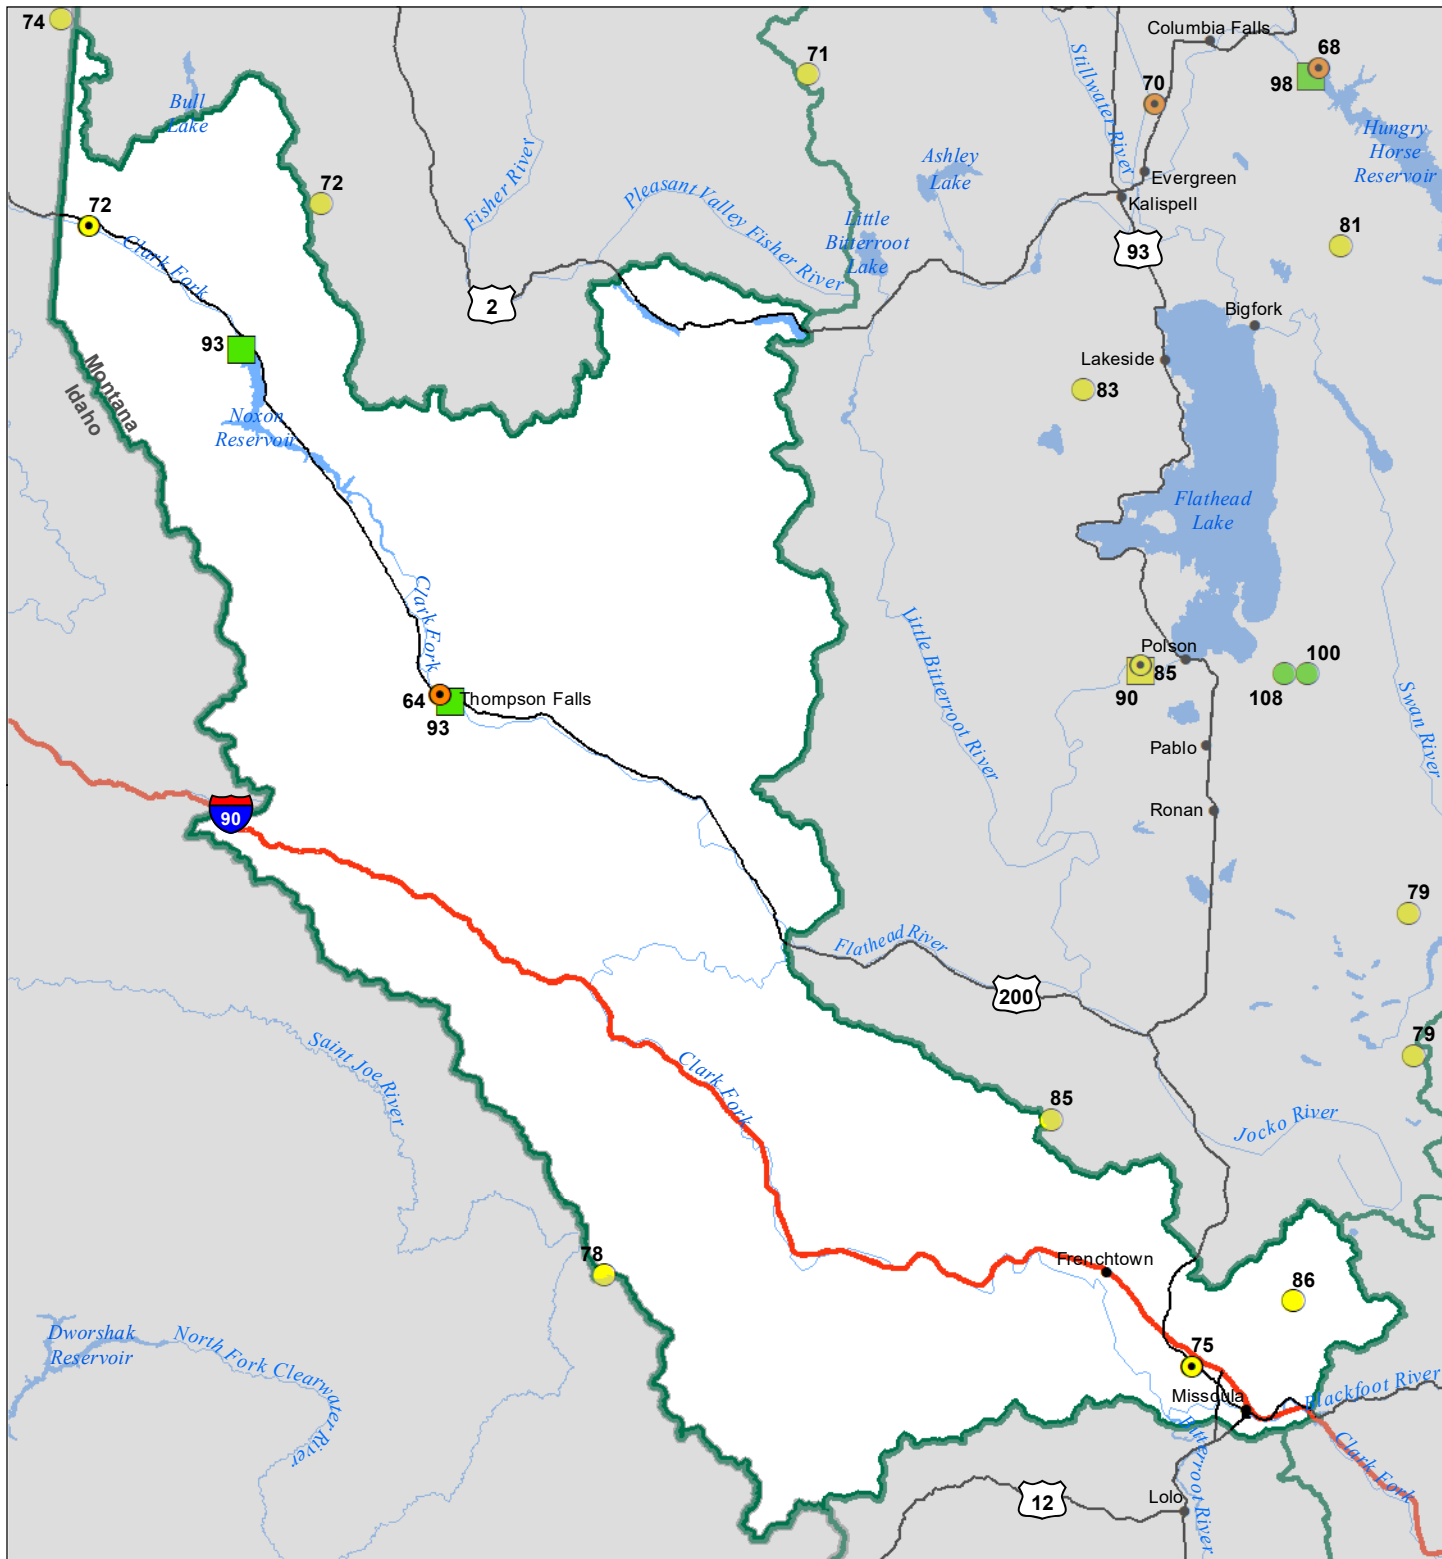 74
71
Columbia Falls
68
98
70
Stillwater River
Bull
Lake
Hungry
Horse
Reservoir
Ashley
Lake
Fisher River
Evergreen
72
Pleasant Valley Fisher River
Kalispell
72
Little
Bitterroot
Lake
81
93
Clark Fork
2
Bigfork
93
Lakeside
Montana
Idaho
83
Noxon
Reservoir
Flathead
Lake
Clark Fork
Little Bitterroot River
Polson
85
90
100
108
64
Thompson Falls
93
Swan River
Pablo
Ronan
90
79
Flathead River
200
79
Saint Joe River
Clark Fork
85
Jocko River
78
Frenchtown
86
Dworshak
Reservoir
North Fork Clearwater
River
75
Missoula
Blackfoot River
Bitterroot River
Clark Fork
12
Lolo